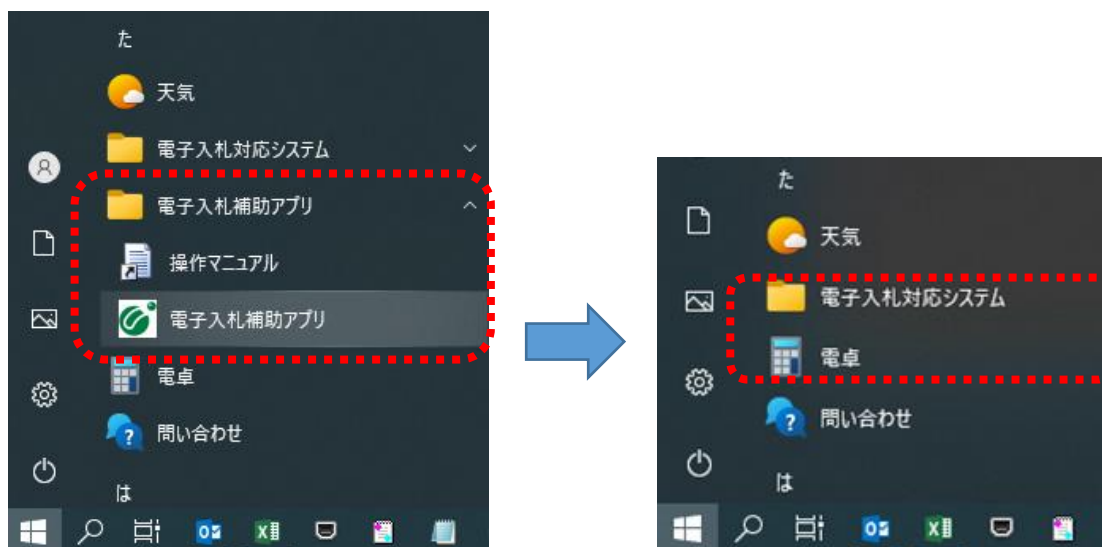 た
天気
電子入札対応システム
電子入札補助アプリ
操作マニュアル
電子入札補助アプリ
電卓
問い合わせ
は
た
天気
電子入札対応システム
電卓
問い合わせ
は